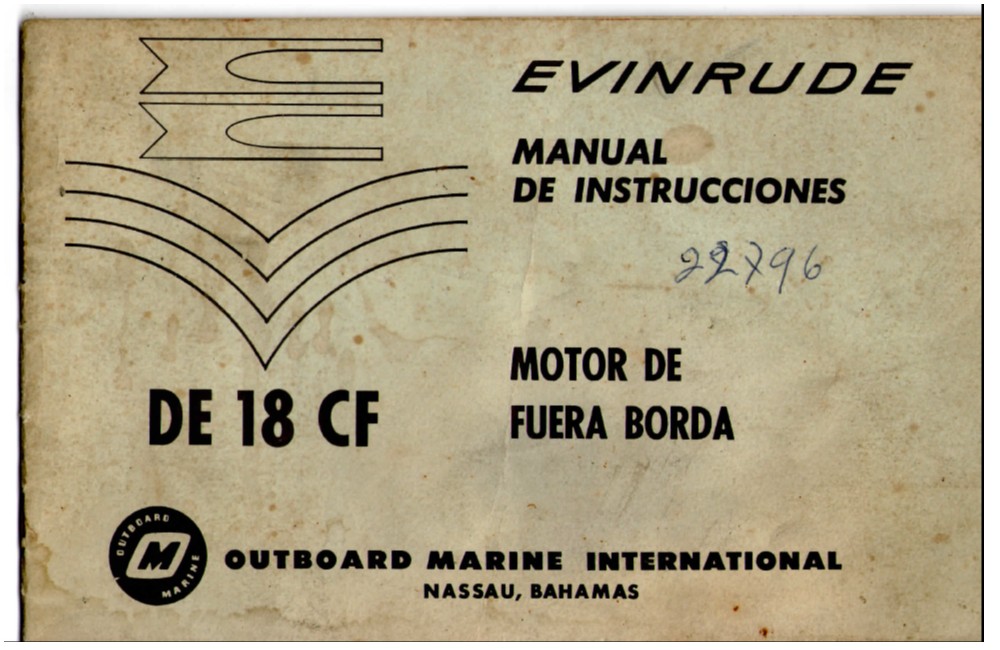 EVINRUDE
MANUAL
DE INSTRUCCIONES
22796
MOTOR DE
FUERA BORDA
DE 18 CF
OUTBOARD
M
MARINE
OUTBOARD MARINE INTERNATIONAL
NASSAU, BAHAMAS